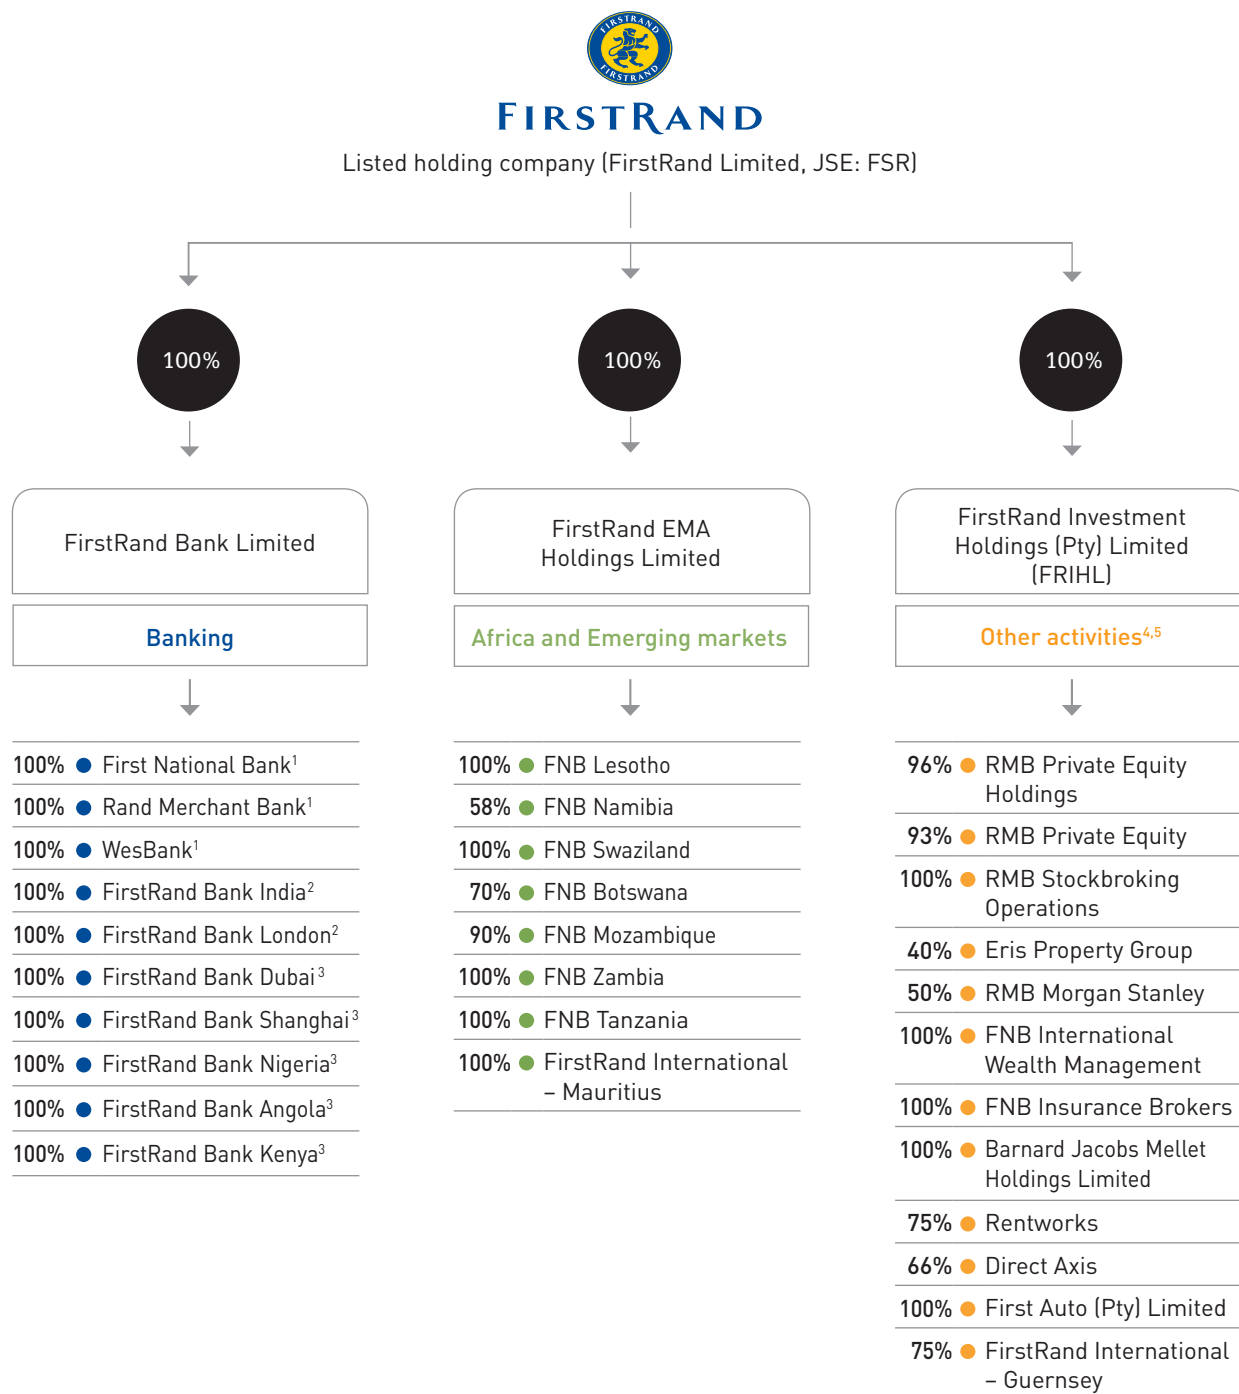 FIRSTRAND
FIRSTRAND
FIRSTRAND
Listed holding company (FirstRand Limited, JSE: FSR)
100%
100%
100%
FirstRand Bank Limited
FirstRand EMA
Holdings Limited
FirstRand Investment
Holdings (Pty) Limited
(FRIHL)
Banking
Africa and Emerging markets
Other activities4,5
100% ● First National Bank1
100% ● Rand Merchant Bank1
100% ● WesBank1
100% ● FirstRand Bank India2
100% ● FirstRand Bank London2
100% ● FirstRand Bank Dubai3
100% ● FirstRand Bank Shanghai3
100% ● FirstRand Bank Nigeria3
100% ● FirstRand Bank Angola3
100% ● FirstRand Bank Kenya3
100% ● FNB Lesotho
58% ● FNB Namibia
100% ● FNB Swaziland
70% ● FNB Botswana
90% ● FNB Mozambique
100% ● FNB Zambia
100% ● FNB Tanzania
100% ● FirstRand International
– Mauritius
96% ● RMB Private Equity
Holdings
93% ● RMB Private Equity
100% ● RMB Stockbroking
Operations
40% ● Eris Property Group
50% ● RMB Morgan Stanley
100% ● FNB International
Wealth Management
100% ● FNB Insurance Brokers
100% ● Barnard Jacobs Mellet
Holdings Limited
75% ● Rentworks
66% ● Direct Axis
100% ● First Auto (Pty) Limited
75% ● FirstRand International
– Guernsey